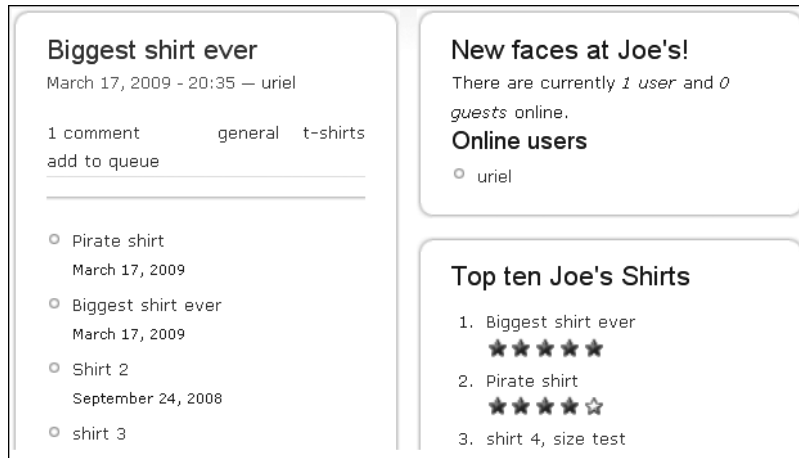 Biggest shirt ever
March 17, 2009 - 20:35 — uriel
1 comment general t-shirts
add to queue
Pirate shirt
March 17, 2009
Biggest shirt ever
March 17, 2009
Shirt 2
September 24, 2008
shirt 3
New faces at Joe's!
There are currently 1 user and 0
guests online.
Online users
uriel
Top ten Joe's Shirts
1. Biggest shirt ever
2. Pirate shirt
3. shirt 4, size test